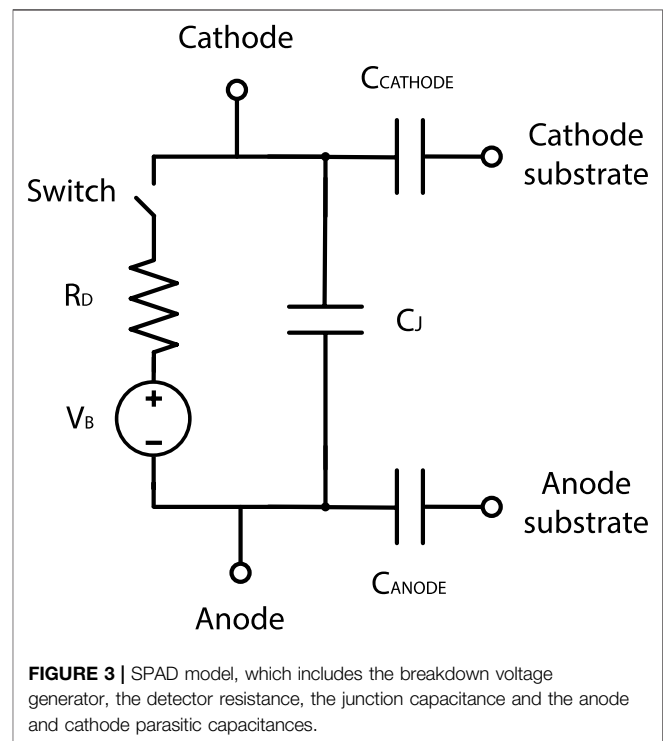 Cathode
CCATHODE
Cathode
substrate
Switch
RD
CJ
+
VB
−
Anode
substrate
CANODE
Anode
FIGURE 3 | SPAD model, which includes the breakdown voltage
generator, the detector resistance, the junction capacitance and the anode
and cathode parasitic capacitances.